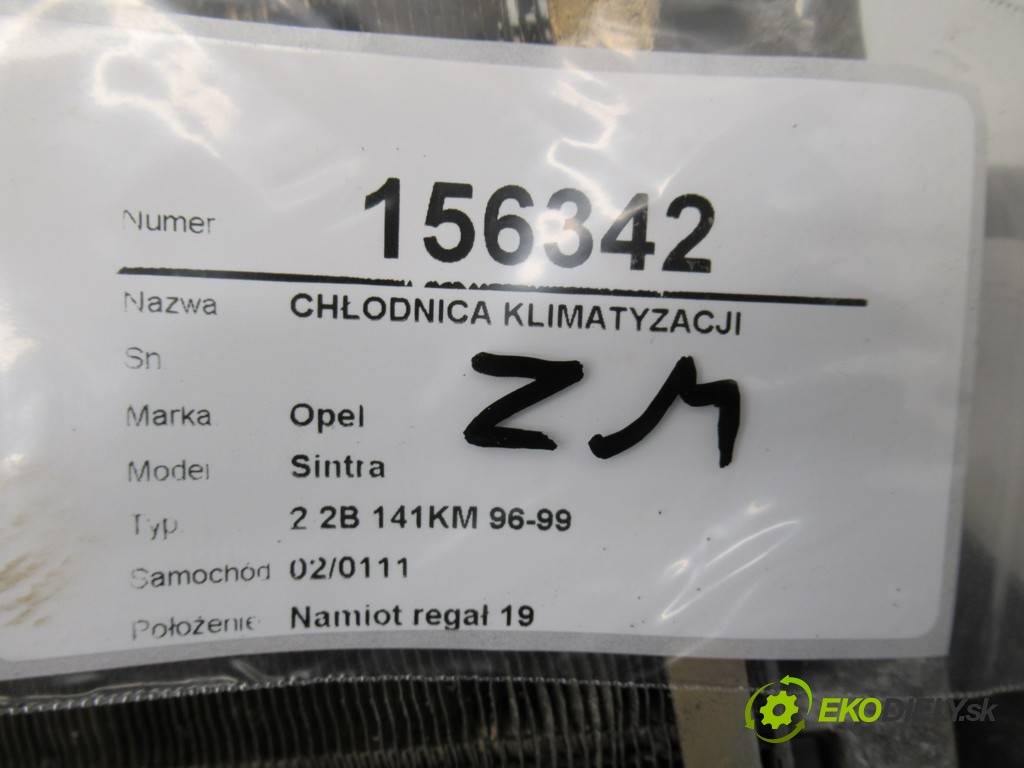 Numer 156342
Nazwa CHŁODNICA KLIMATYZACJI
Sn
Marka Opel
Model Sintra
Typ 2 2B 141KM 96-99
Samochód 02/0111
Położenie Namiot regał 19
ZM
EKODIELY.sk